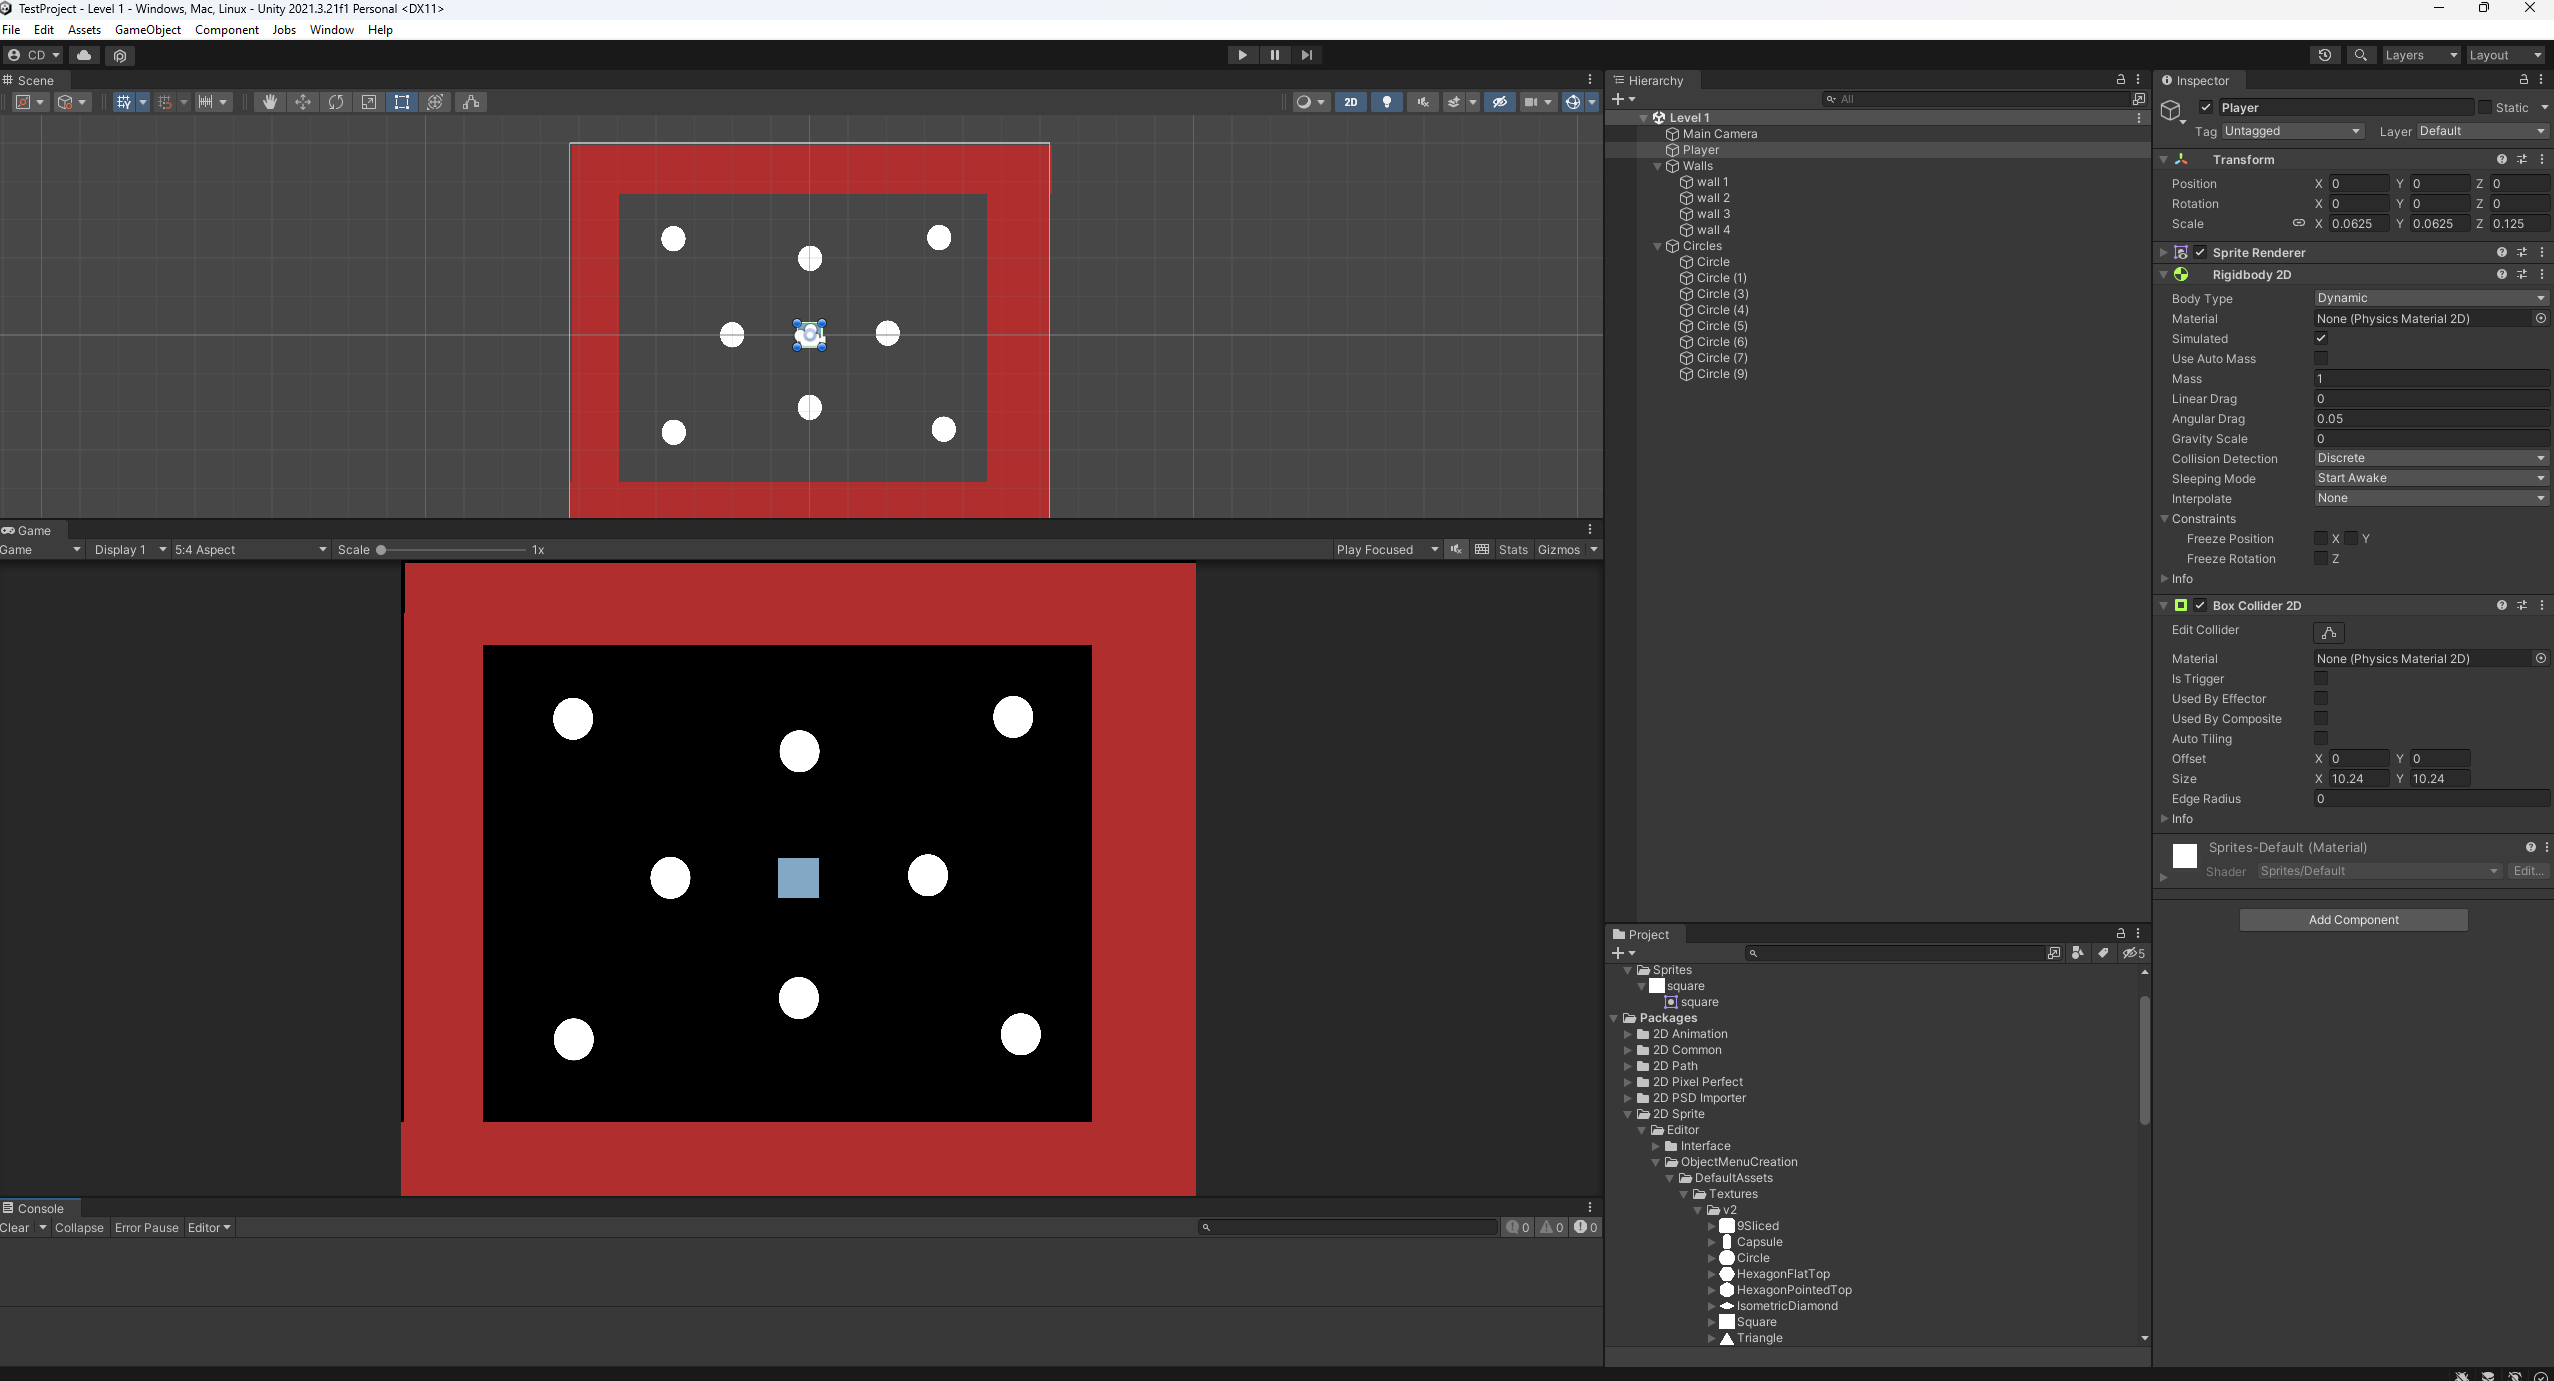 TestProject - Level 1 - Windows, Mac, Linux - Unity 2021.3.21f1 Personal <DX11>
File Edit Assets GameObject Component Jobs Window Help
CD Layers Layout
Scene
2D
Game
Game Display 1 5:4 Aspect Scale 1x Play Focused Stats Gizmos
Console
Clear Collapse Error Pause Editor 0 0 0
Hierarchy
All
Level 1
Main Camera
Player
Walls
wall 1
wall 2
wall 3
wall 4
Circles
Circle
Circle (1)
Circle (3)
Circle (4)
Circle (5)
Circle (6)
Circle (7)
Circle (9)
Project
5
Sprites
square
square
Packages
2D Animation
2D Common
2D Path
2D Pixel Perfect
2D PSD Importer
2D Sprite
Editor
Interface
ObjectMenuCreation
DefaultAssets
Textures
v2
9Sliced
Capsule
Circle
HexagonFlatTop
HexagonPointedTop
IsometricDiamond
Square
Triangle
Inspector
Player Static
Tag Untagged Layer Default
Transform
Position X 0 Y 0 Z 0
Rotation X 0 Y 0 Z 0
Scale X 0.0625 Y 0.0625 Z 0.125
Sprite Renderer
Rigidbody 2D
Body Type Dynamic
Material None (Physics Material 2D)
Simulated
Use Auto Mass
Mass 1
Linear Drag 0
Angular Drag 0.05
Gravity Scale 0
Collision Detection Discrete
Sleeping Mode Start Awake
Interpolate None
Constraints
Freeze Position X Y
Freeze Rotation Z
Info
Box Collider 2D
Edit Collider
Material None (Physics Material 2D)
Is Trigger
Used By Effector
Used By Composite
Auto Tiling
Offset X 0 Y 0
Size X 10.24 Y 10.24
Edge Radius 0
Info
Sprites-Default (Material)
Shader Sprites/Default Edit...
Add Component